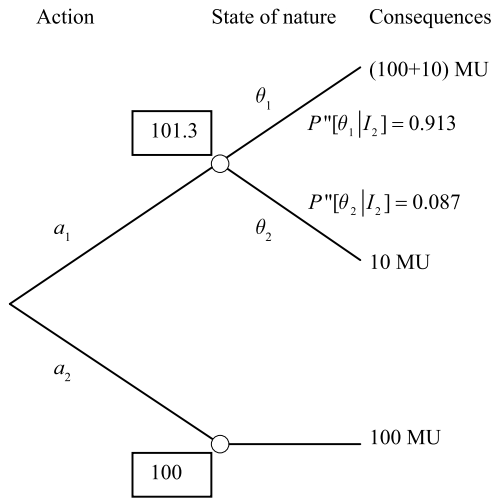 Action State of nature Consequences
(100+10) MU
θ₁
101.3
P"[θ₁|I₂] = 0.913
P"[θ₂|I₂] = 0.087
a₁
θ₂
10 MU
a₂
100 MU
100